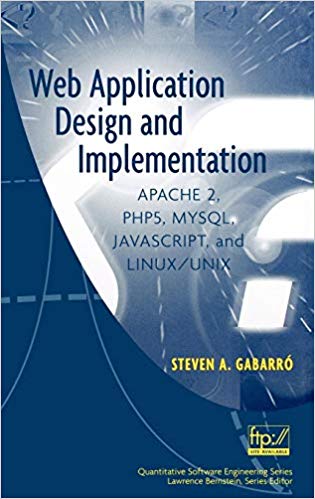 Web Application
Design and
Implementation
APACHE 2,
PHP5, MYSQL,
JAVASCRIPT, and
LINUX/UNIX
STEVEN A. GABARRÓ
ftp://
SITE AVAILABLE
Quantitative Software Engineering Series
Lawrence Bernstein, Series Editor